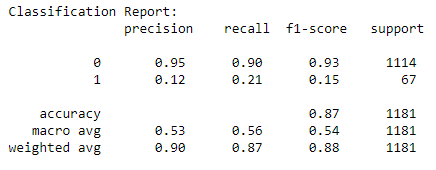 Classification Report:
precision recall f1-score support
0 0.95 0.90 0.93 1114
1 0.12 0.21 0.15 67
accuracy 0.87 1181
macro avg 0.53 0.56 0.54 1181
weighted avg 0.90 0.87 0.88 1181